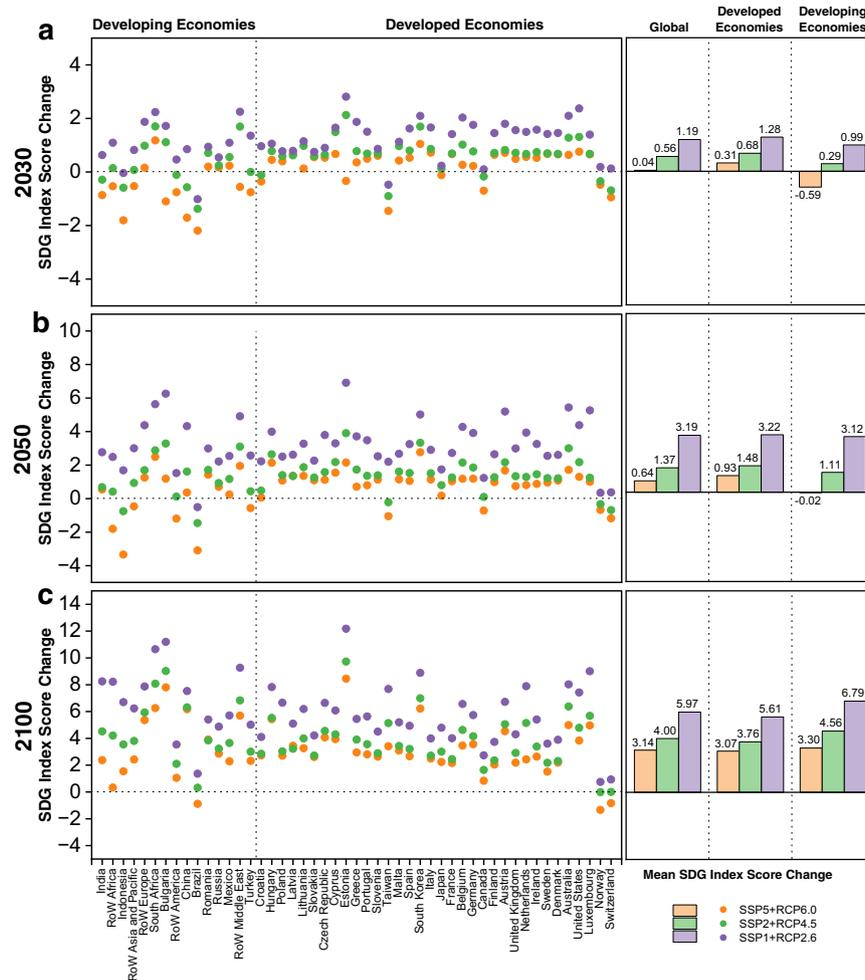 a
Developing Economies
Developed Economies
Global
Developed Economies
Developing Economies
2030
SDG Index Score Change
4
2
0
−2
−4
0.04
0.56
1.19
0.31
0.68
1.28
-0.59
0.29
0.99
b
2050
SDG Index Score Change
10
8
6
4
2
0
−2
−4
0.64
1.37
3.19
0.93
1.48
3.22
-0.02
1.11
3.12
c
2100
SDG Index Score Change
14
12
10
8
6
4
2
0
−2
−4
3.14
4.00
5.97
3.07
3.76
5.61
3.30
4.56
6.79
India
RoW Africa
Indonesia
RoW Asia and Pacific
RoW Europe
South Africa
Bulgaria
RoW America
China
Brazil
Romania
Russia
Mexico
RoW Middle East
Turkey
Croatia
Hungary
Poland
Latvia
Lithuania
Slovakia
Czech Republic
Cyprus
Estonia
Greece
Portugal
Slovenia
Taiwan
Malta
Spain
South Korea
Italy
Japan
France
Belgium
Germany
Canada
Finland
Austria
United Kingdom
Netherlands
Ireland
Sweden
Denmark
Australia
United States
Luxembourg
Norway
Switzerland
Mean SDG Index Score Change
SSP5+RCP6.0
SSP2+RCP4.5
SSP1+RCP2.6